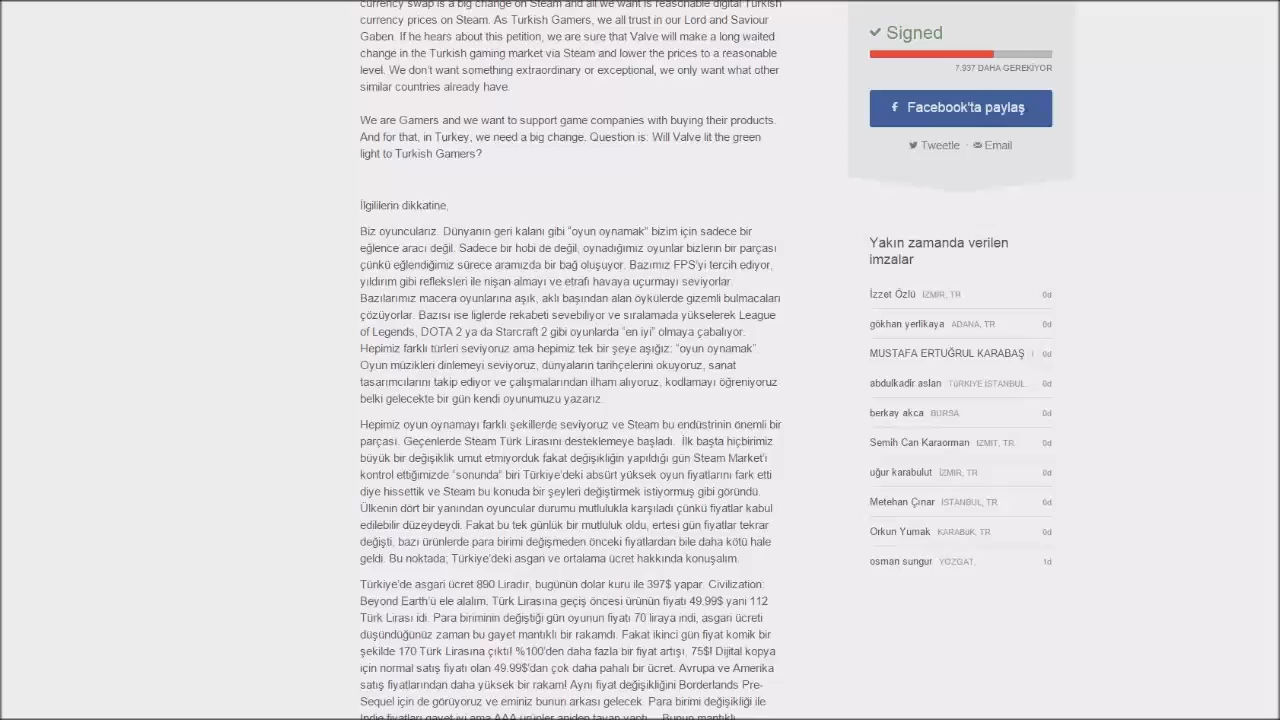 currency swap is a big change on Steam and all we want is reasonable digital Turkish
currency prices on Steam. As Turkish Gamers, we all trust in our Lord and Saviour
Gaben. If he hears about this petition, we are sure that Valve will make a long waited
change in the Turkish gaming market via Steam and lower the prices to a reasonable
level. We don't want something extraordinary or exceptional, we only want what other
similar countries already have.
We are Gamers and we want to support game companies with buying their products.
And for that, in Turkey, we need a big change. Question is: Will Valve lit the green
light to Turkish Gamers?
İlgililerin dikkatine,
Biz oyuncularız. Dünyanın geri kalanı gibi "oyun oynamak" bizim için sadece bir
eğlence aracı değil. Sadece bir hobi de değil, oynadığımız oyunlar bizlerin bir parçası
çünkü eğlendiğimiz sürece aramızda bir bağ oluşuyor. Bazımız FPS'yi tercih ediyor,
yıldırım gibi refleksleri ile nişan almayı ve etrafı havaya uçurmayı seviyorlar.
Bazılarımız macera oyunlarına aşık, aklı başından alan öykülerde gizemli bulmacaları
çözüyorlar. Bazısı ise liglerde rekabeti sevebiliyor ve sıralamada yükselerek League
of Legends, DOTA 2 ya da Starcraft 2 gibi oyunlarda "en iyi" olmaya çabalıyor.
Hepimiz farklı türleri seviyoruz ama hepimiz tek bir şeye aşığız: "oyun oynamak"
Oyun müzikleri dinlemeyi seviyoruz, dünyaların tarihçelerini okuyoruz, sanat
tasarımcılarını takip ediyor ve çalışmalarından ilham alıyoruz, kodlamayı öğreniyoruz
belki gelecekte bir gün kendi oyunumuzu yazarız.
Hepimiz oyun oynamayı farklı şekillerde seviyoruz ve Steam bu endüstrinin önemli bir
parçası. Geçenlerde Steam Türk Lirasını desteklemeye başladı. İlk başta hiçbirimiz
büyük bir değişiklik umut etmiyorduk fakat değişikliğin yapıldığı gün Steam Market'i
kontrol ettiğimizde "sonunda" biri Türkiye'deki absürt yüksek oyun fiyatlarını fark etti
diye hissettik ve Steam bu konuda bir şeyleri değiştirmek istiyormuş gibi göründü.
Ülkenin dört bir yanından oyuncular durumu mutlulukla karşıladı çünkü fiyatlar kabul
edilebilir düzeydeydi. Fakat bu tek günlük bir mutluluk oldu, ertesi gün fiyatlar tekrar
değişti, bazı ürünlerde para birimi değişmeden önceki fiyatlardan bile daha kötü hale
geldi. Bu noktada; Türkiye'deki asgari ve ortalama ücret hakkında konuşalım.
Türkiye'de asgari ücret 890 Liradır, bugünün dolar kuru ile 397$ yapar. Civilization:
Beyond Earth'ü ele alalım. Türk Lirasına geçiş öncesi ürünün fiyatı 49.99$ yani 112
Türk Lirası idi. Para biriminin değiştiği gün oyunun fiyatı 70 liraya indi, asgari ücreti
düşündüğünüz zaman bu gayet mantıklı bir rakamdı. Fakat ikinci gün fiyat komik bir
şekilde 170 Türk Lirasına çıktı! %100'den daha fazla bir fiyat artışı, 75$! Dijital kopya
için normal satış fiyatı olan 49.99$'dan çok daha pahalı bir ücret. Avrupa ve Amerika
satış fiyatlarından daha yüksek bir rakam! Aynı fiyat değişikliğini Borderlands Pre-
Sequel için de görüyoruz ve eminiz bunun arkası gelecek. Para birimi değişikliği ile
Indie fiyatları gayet iyi ama AAA ürünler aniden tavan yaptı... Bunun mantıklı
Signed
7.937 DAHA GEREKİYOR
Facebook'ta paylaş
Tweetle · Email
Yakın zamanda verilen
imzalar
İzzet Özlü İZMİR, TR 0d
gökhan yerlikaya ADANA, TR 0d
MUSTAFA ERTUĞRUL KARABAŞ 0d
abdulkadir aslan TÜRKİYE İSTANBUL, 0d
berkay akca BURSA 0d
Semih Can Karaorman İZMİT, TR 0d
uğur karabulut İZMİR, TR 0d
Metehan Çınar İSTANBUL, TR 0d
Orkun Yumak KARABüK, TR 0d
osman sungur YOZGAT, 1d